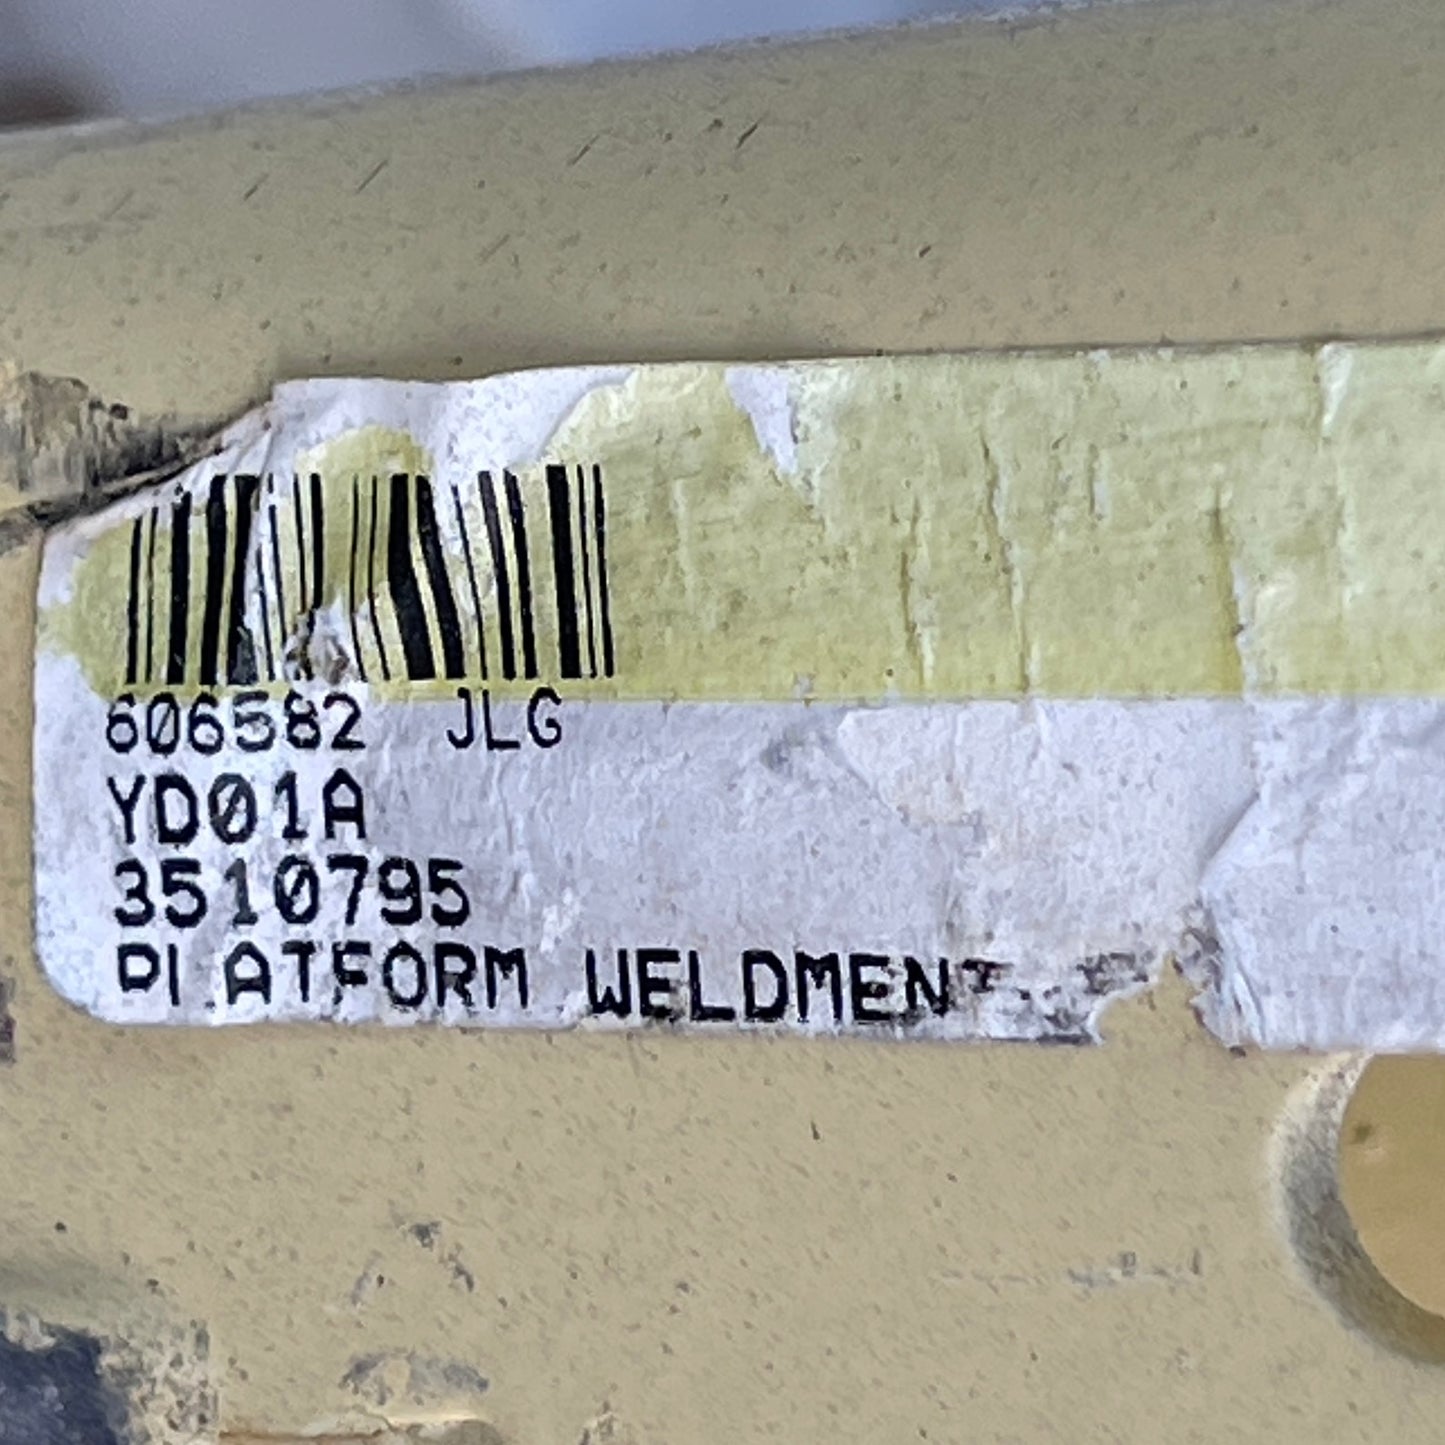 606582 JLG
YD01A
3510795
PLATFORM WELDMENT